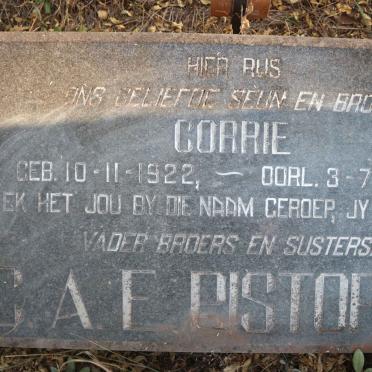 HIER RUS
ONS GELIEFDE SEUN EN BRO
CORRIE
GEB. 10-11-1922, ~ OORL. 3-7
EK HET JOU BY DIE NAAM GEROEP, JY
VADER BROERS EN SUSTERS
C. A. E. PISTOR